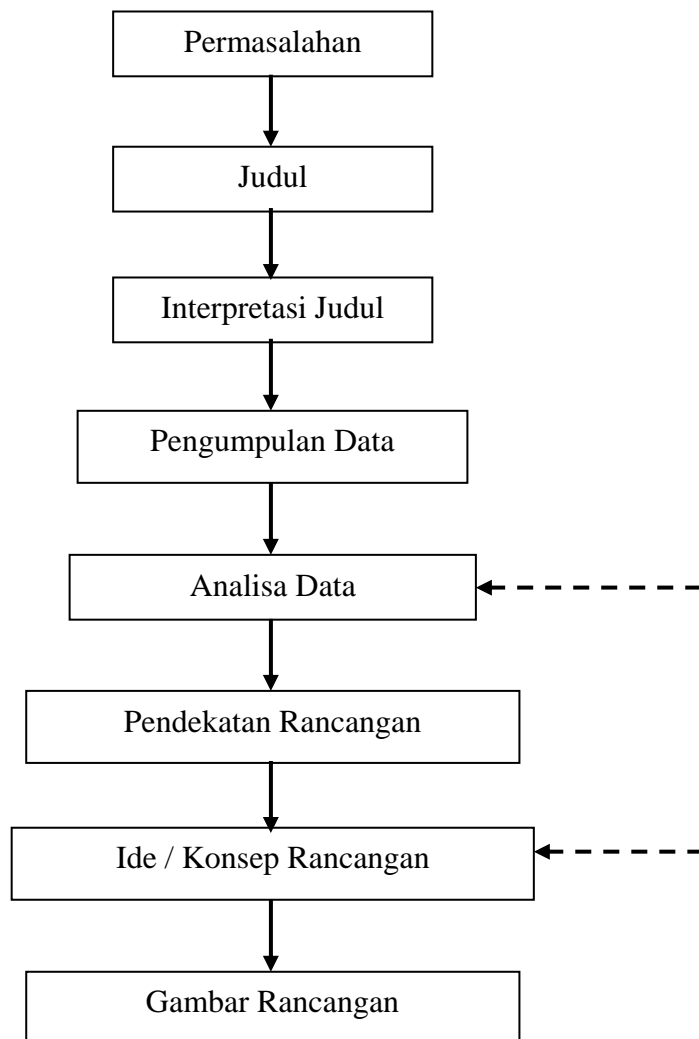 Permasalahan
Judul
Interpretasi Judul
Pengumpulan Data
Analisa Data
Pendekatan Rancangan
Ide / Konsep Rancangan
Gambar Rancangan